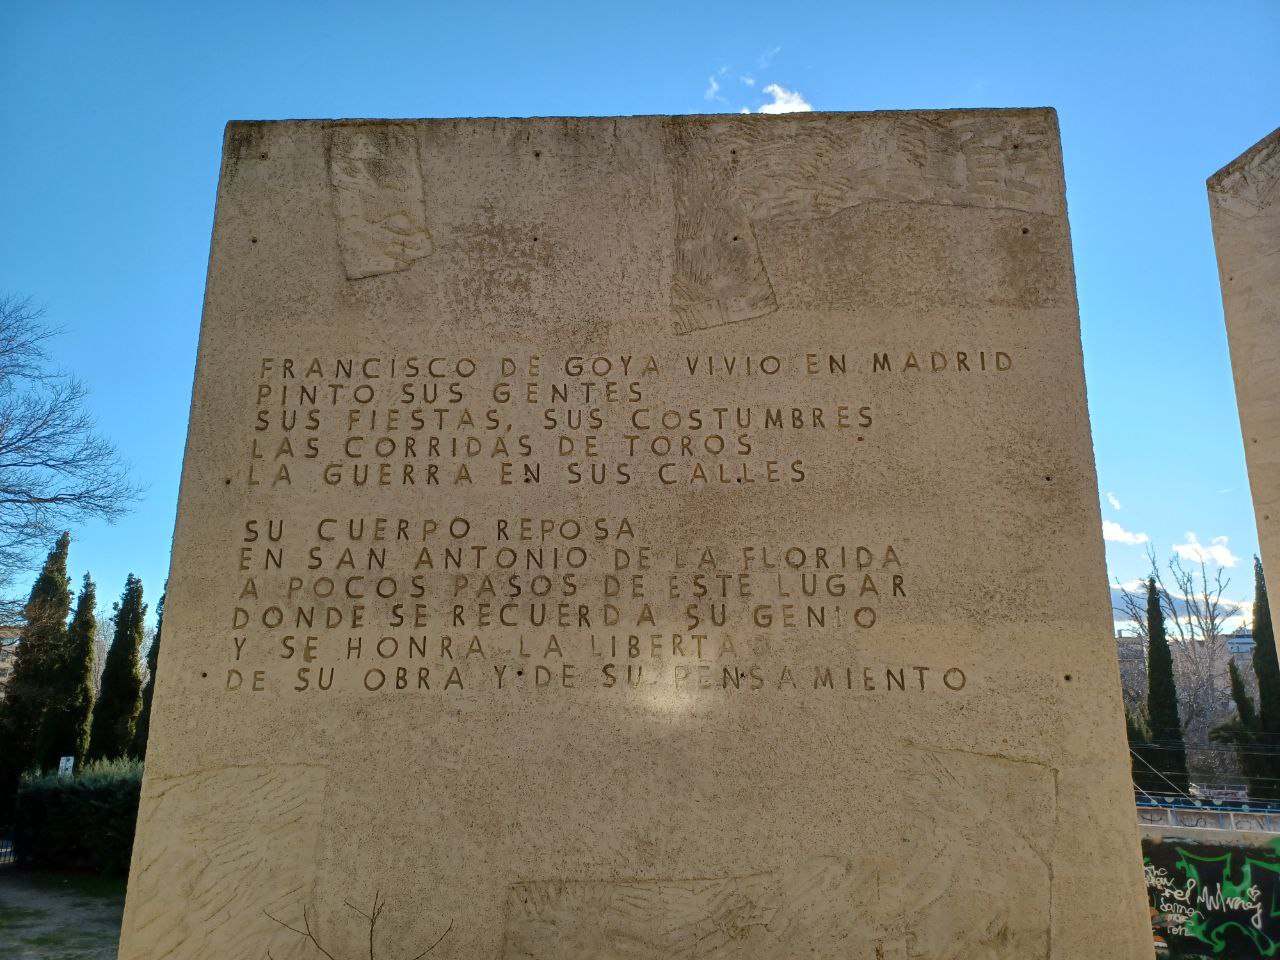 FRANCISCO DE GOYA VIVIO EN MADRID
PINTO SUS GENTES
SUS FIESTAS, SUS COSTUMBRES
LAS CORRIDAS DE TOROS
LA GUERRA EN SUS CALLES
SU CUERPO REPOSA
EN SAN ANTONIO DE LA FLORIDA
A POCOS PASOS DE ESTE LUGAR
DONDE SE RECUERDA SU GENIO
Y SE HONRA LA LIBERTAD
DE SU OBRA Y DE SU PENSAMIENTO